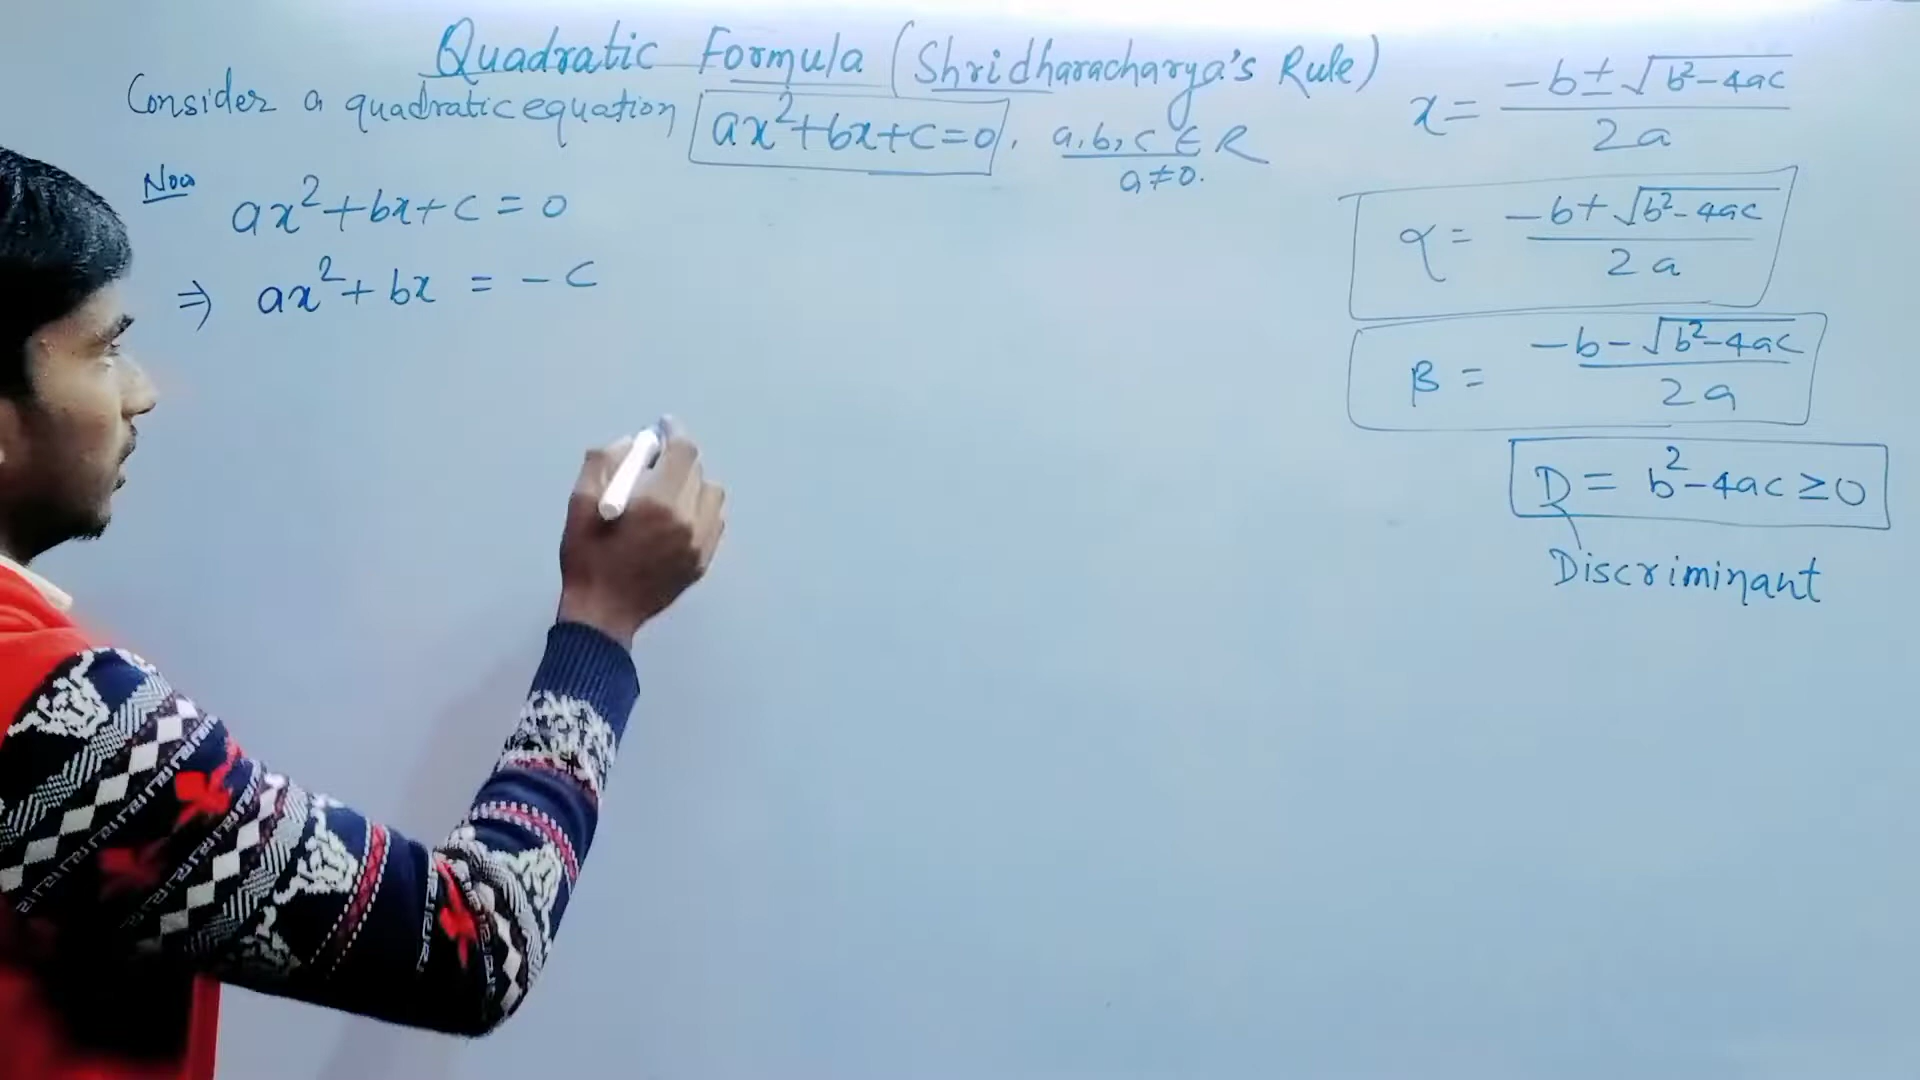 Quadratic Formula (Shridharacharya's Rule)
Consider a quadratic equation ax²+bx+c=0, a,b,c ∈ R
a≠0.
Now
ax²+bx+c=0
⇒ ax²+bx = -c
x = (-b±√(b²-4ac))/(2a)
α = (-b+√(b²-4ac))/(2a)
β = (-b-√(b²-4ac))/(2a)
D = b²-4ac≥0
Discriminant